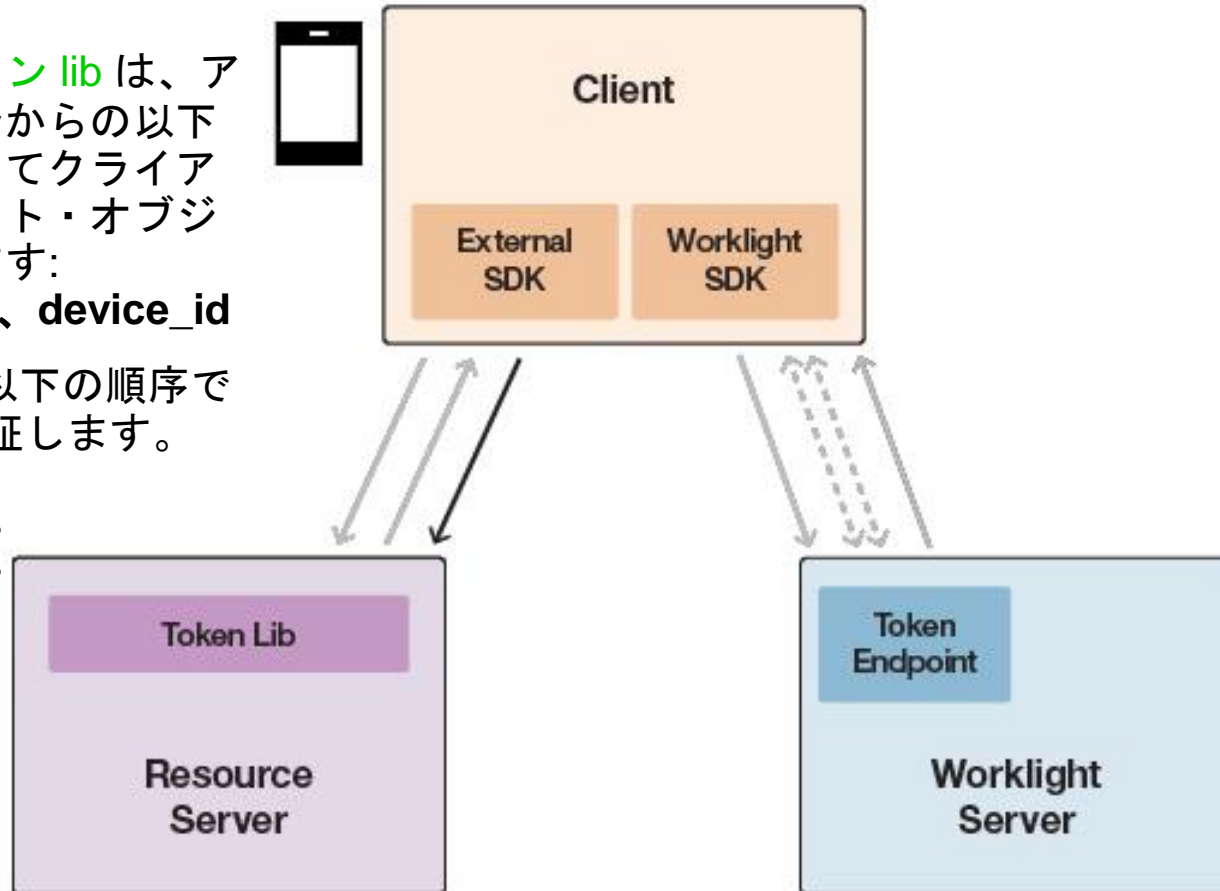 ン lib は、ア
からの以下
てクライア
ト・オブジ
す:
、device_id
以下の順序で
証します。
Client
External
SDK
Worklight
SDK
Token Lib
Resource
Server
Token
Endpoint
Worklight
Server